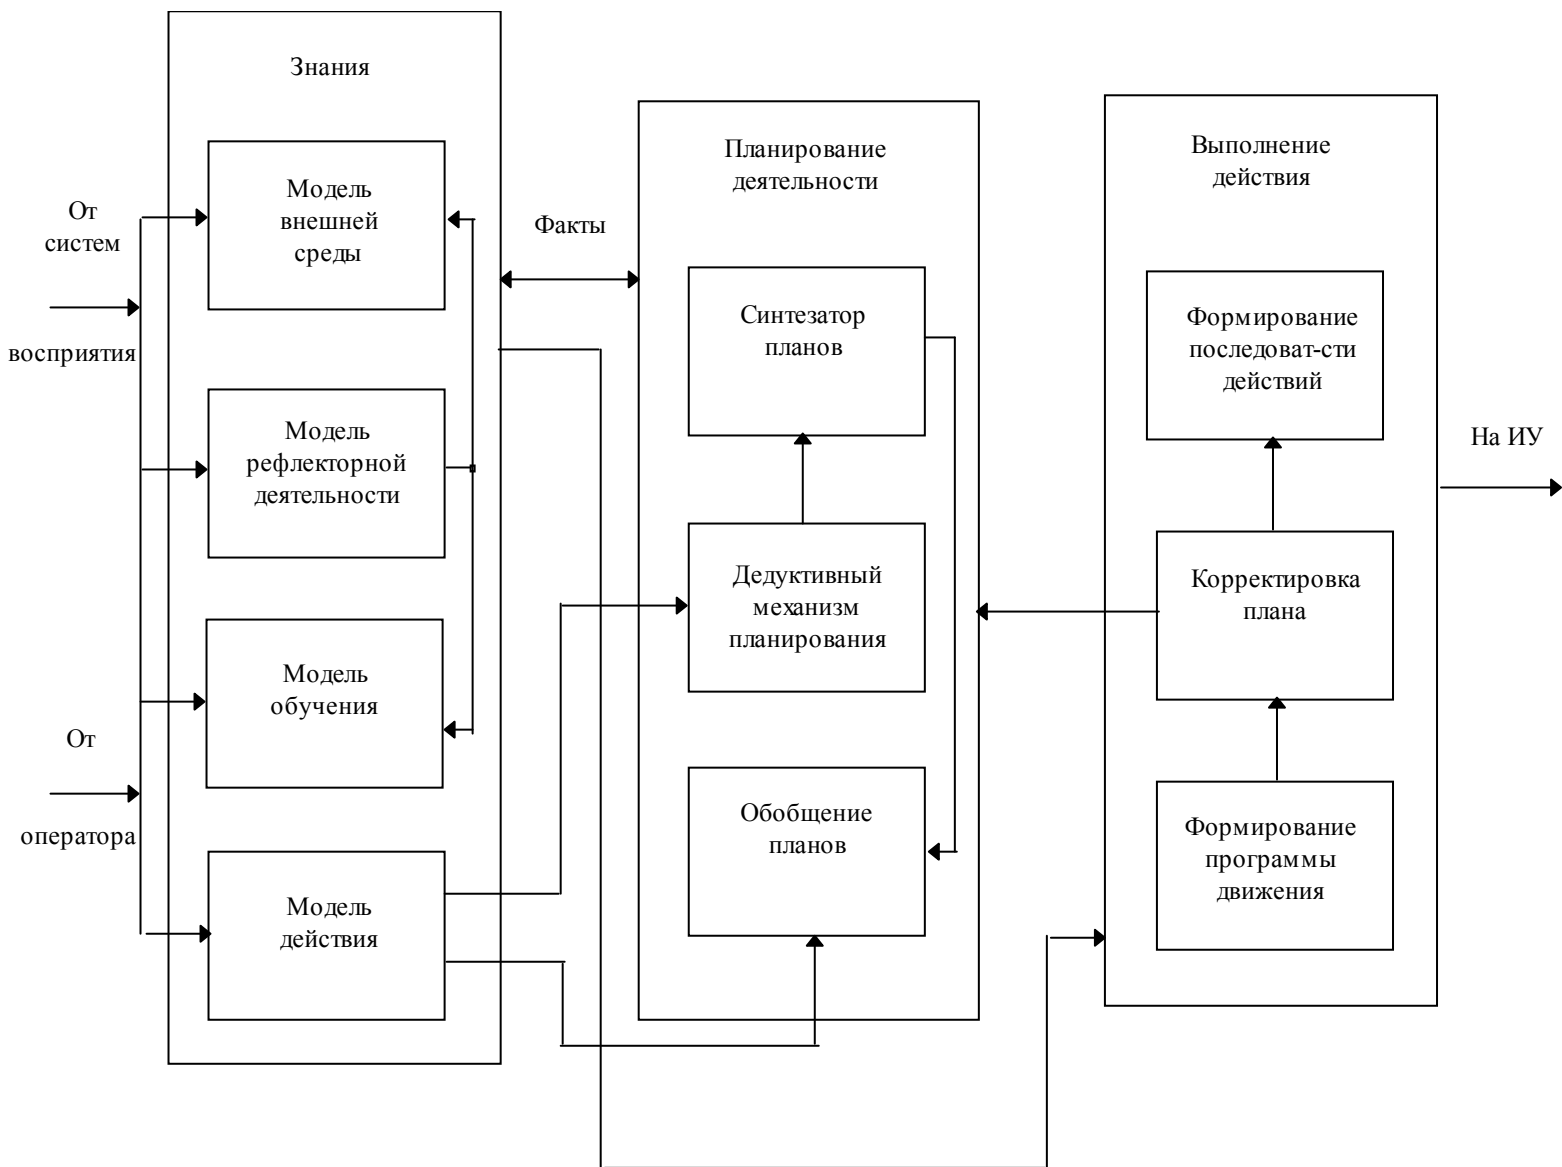 Знания
Модель
внешней
среды
От
систем
восприятия
Модель
рефлекторной
деятельности
Модель
обучения
От
оператора
Модель
действия
Факты
Планирование
деятельности
Синтезатор
планов
Дедуктивный
механизм
планирования
Обобщение
планов
Выполнение
действия
Формирование
последоват-сти
действий
Корректировка
плана
Формирование
программы
движения
На ИУ